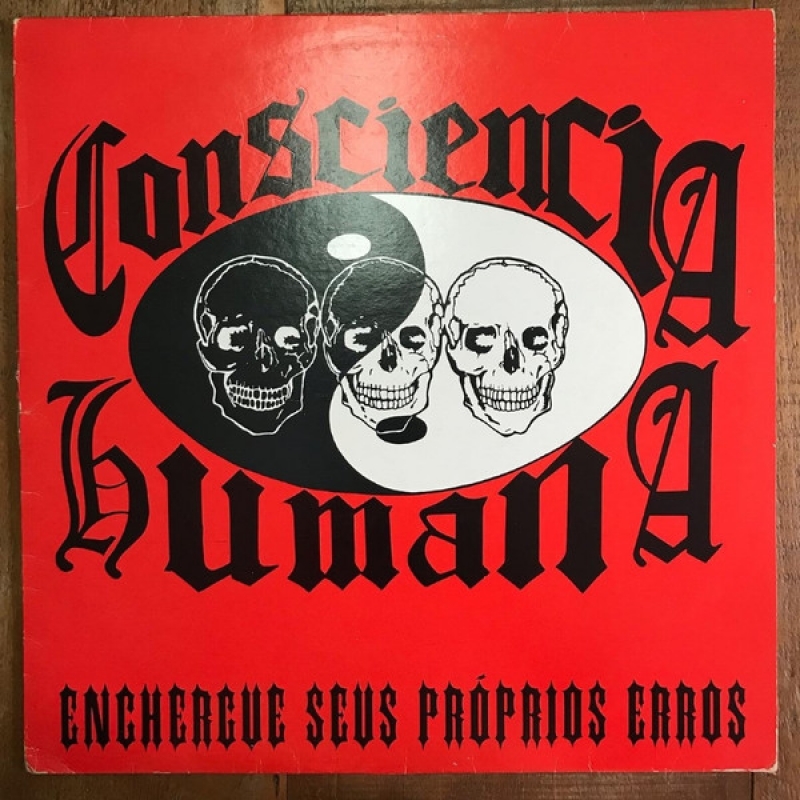 Consciencia
humana
ENCHERGUE SEUS PRÓPRIOS ERROS